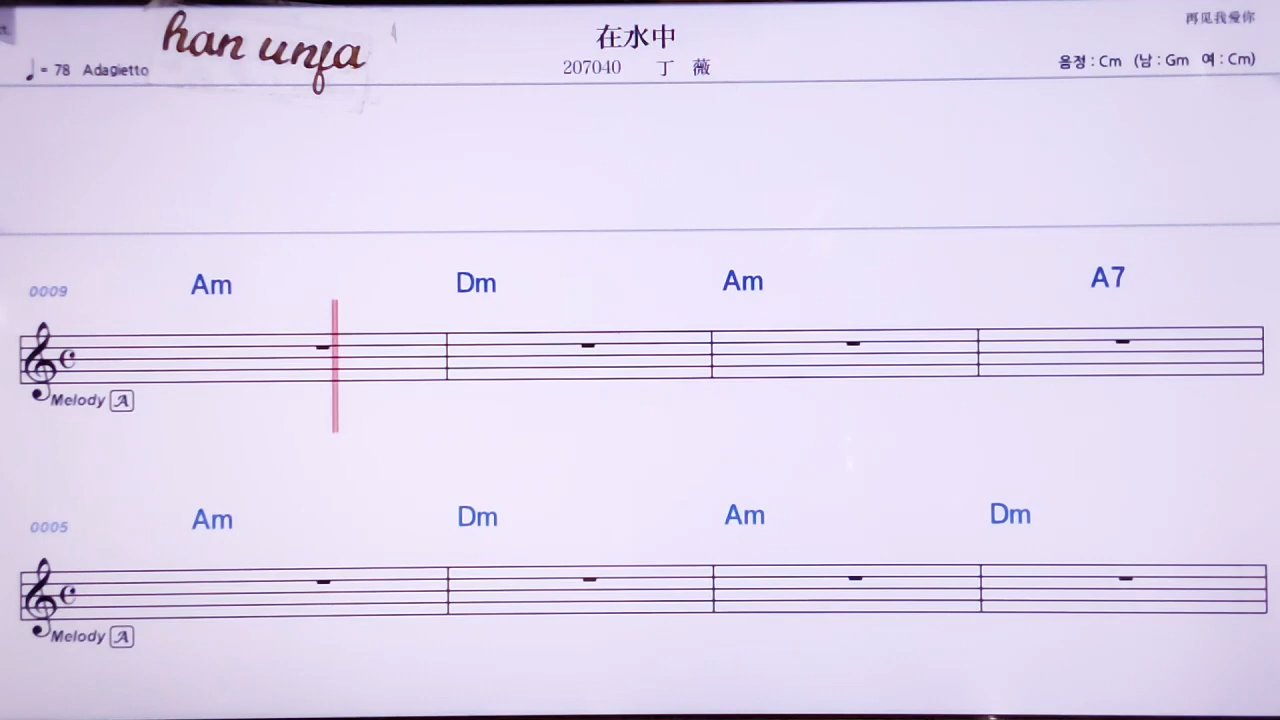 han unfa
在水中
再见我爱你
♩= 78 Adagietto
207040 丁 薇
음정 : Cm (남 : Gm 여 : Cm)
0009 Am Dm Am A7
Melody A
0005 Am Dm Am Dm
Melody A